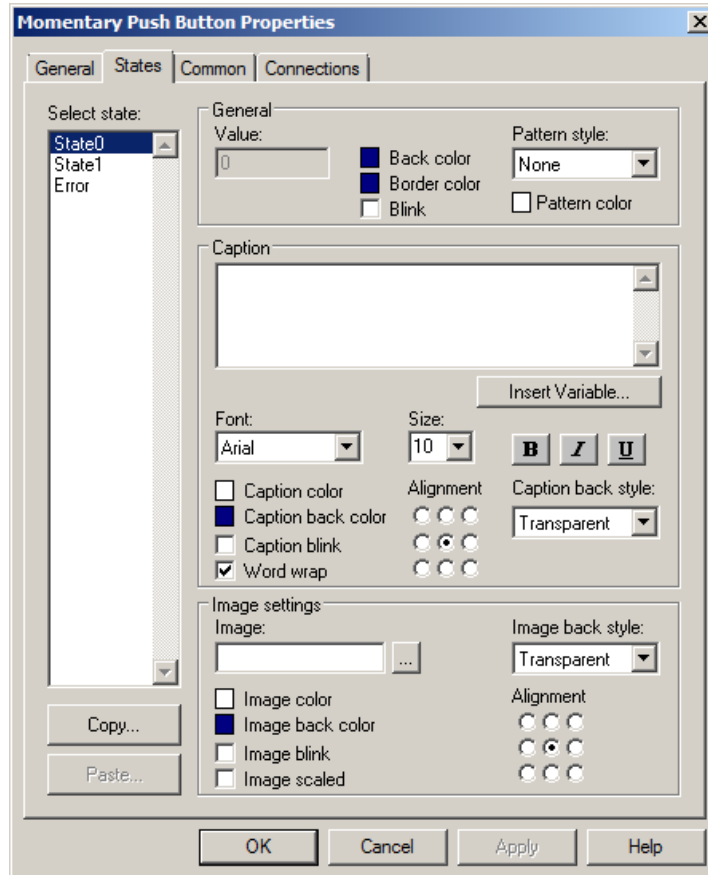 Momentary Push Button Properties
General States Common Connections
Select state:
State0
State1
Error
Copy...
Paste...
General
Value:
0
Back color
Border color
Blink
Pattern style:
None
Pattern color
Caption
Insert Variable...
Font:
Arial
Size:
10
B I U
Caption color
Caption back color
Caption blink
Word wrap
Alignment
Caption back style:
Transparent
Image settings
Image:
...
Image back style:
Transparent
Image color
Image back color
Image blink
Image scaled
Alignment
OK Cancel Apply Help